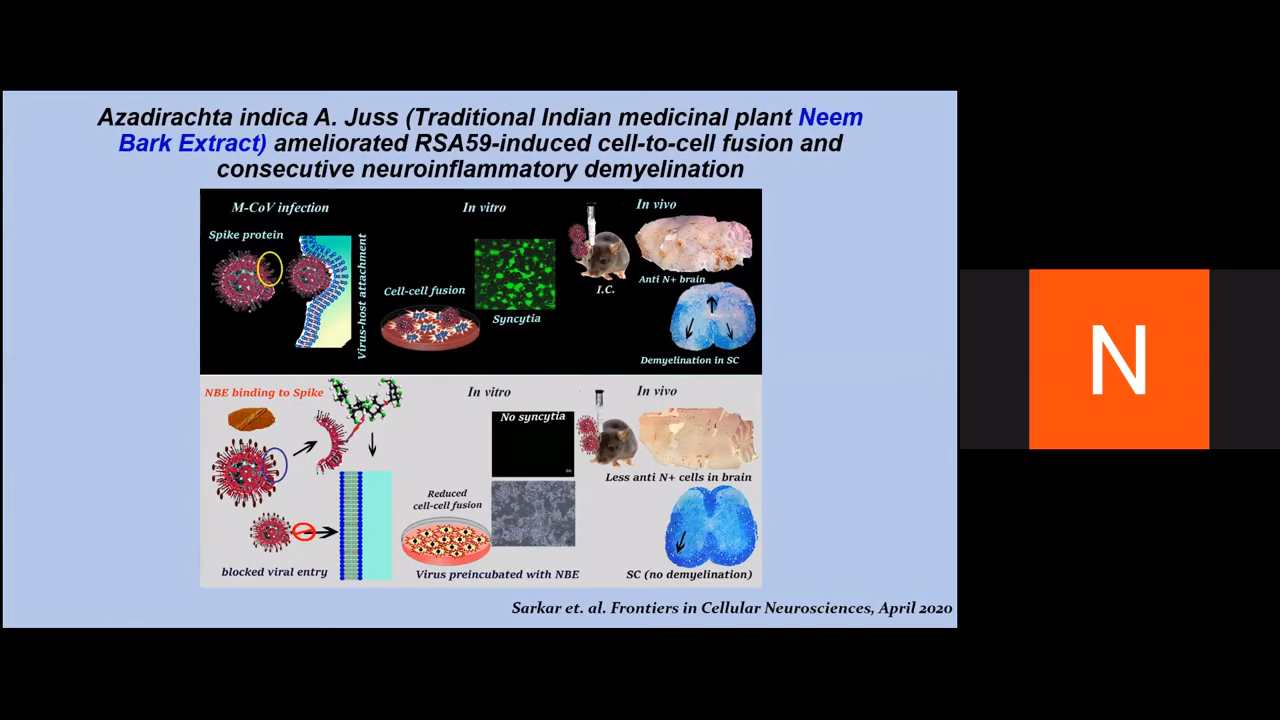 Azadirachta indica A. Juss (Traditional Indian medicinal plant Neem
Bark Extract) ameliorated RSA59-induced cell-to-cell fusion and
consecutive neuroinflammatory demyelination
M-CoV infection
In vitro
In vivo
Spike protein
Virus-host attachment
Cell-cell fusion
Syncytia
I.C.
Anti N+ brain
Demyelination in SC
NBE binding to Spike
In vitro
In vivo
No syncytia
Less anti N+ cells in brain
Reduced
cell-cell fusion
blocked viral entry
Virus preincubated with NBE
SC (no demyelination)
Sarkar et. al. Frontiers in Cellular Neurosciences, April 2020
N